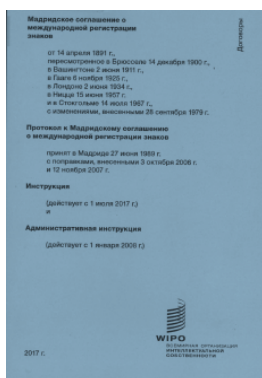 Договоры
Мадридское соглашение о
международной регистрации
знаков
от 14 апреля 1891 г.,
пересмотренное в Брюсселе 14 декабря 1900 г.,
в Вашингтоне 2 июня 1911 г.,
в Гааге 6 ноября 1925 г.,
в Лондоне 2 июня 1934 г.,
в Ницце 15 июня 1957 г.
и в Стокгольме 14 июля 1967 г.,
с изменениями, внесенными 28 сентября 1979 г.
Протокол к Мадридскому соглашению
о международной регистрации знаков
принят в Мадриде 27 июня 1989 г.
с поправками, внесенными 3 октября 2006 г.
и 12 ноября 2007 г.
Инструкция
(действует с 1 июля 2017 г.)
и
Административная инструкция
(действует с 1 января 2008 г.)
WIPO
ВСЕМИРНАЯ ОРГАНИЗАЦИЯ
ИНТЕЛЛЕКТУАЛЬНОЙ
СОБСТВЕННОСТИ
2017 г.